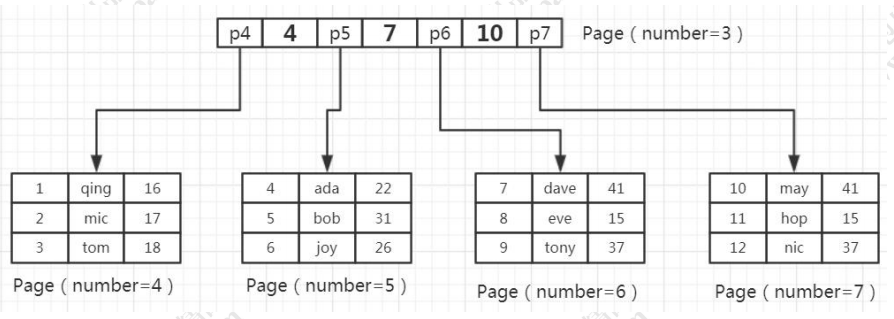 p4 4 p5 7 p6 10 p7 Page ( number=3 )
1 qing 16
2 mic 17
3 tom 18
Page ( number=4 )
4 ada 22
5 bob 31
6 joy 26
Page ( number=5 )
7 dave 41
8 eve 15
9 tony 37
Page ( number=6 )
10 may 41
11 hop 15
12 nic 37
Page ( number=7 )